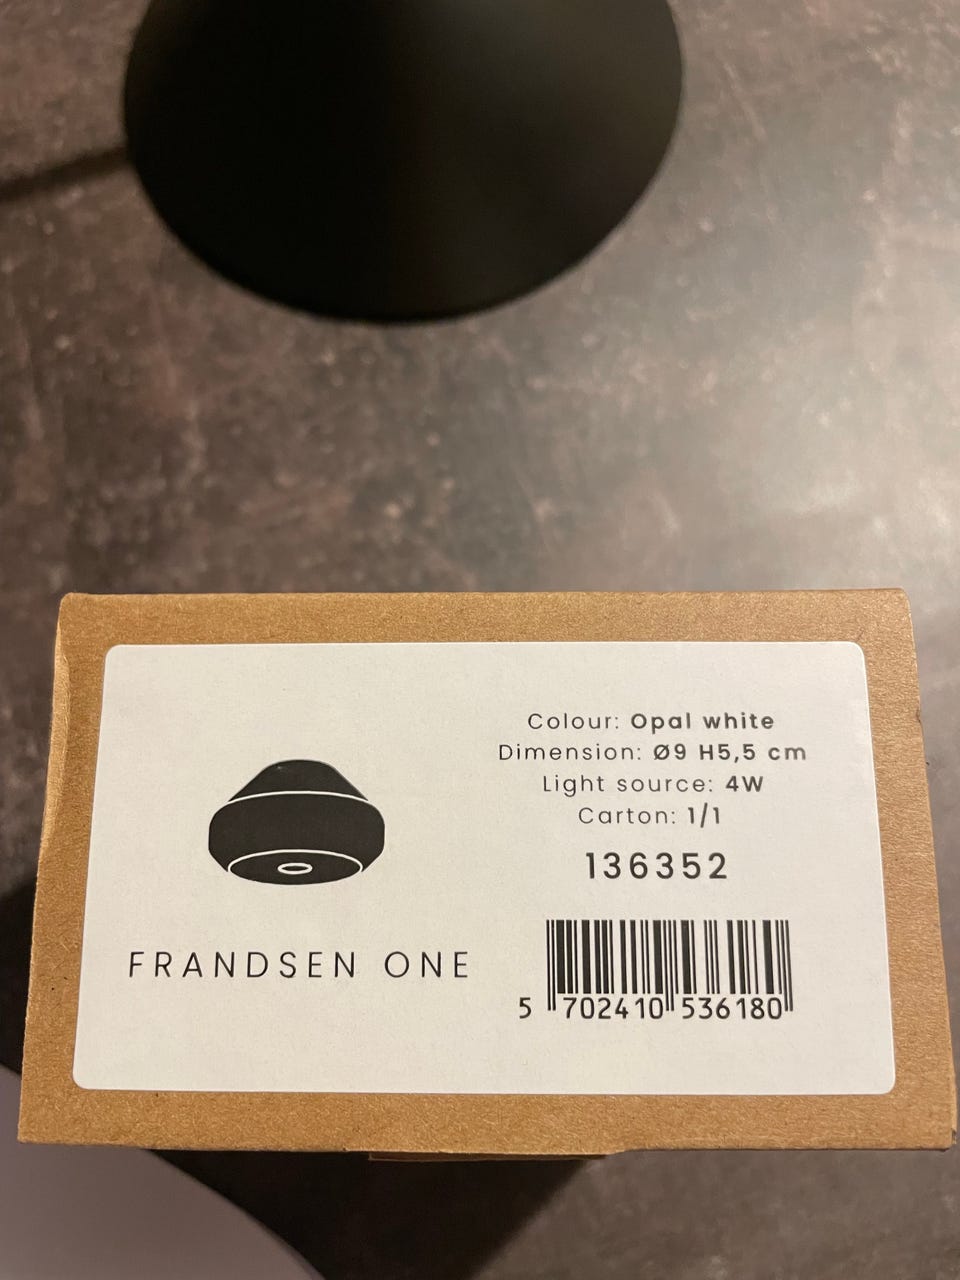 Colour: Opal white
Dimension: Ø9 H5,5 cm
Light source: 4W
Carton: 1/1
136352
FRANDSEN ONE
5 702410 536180